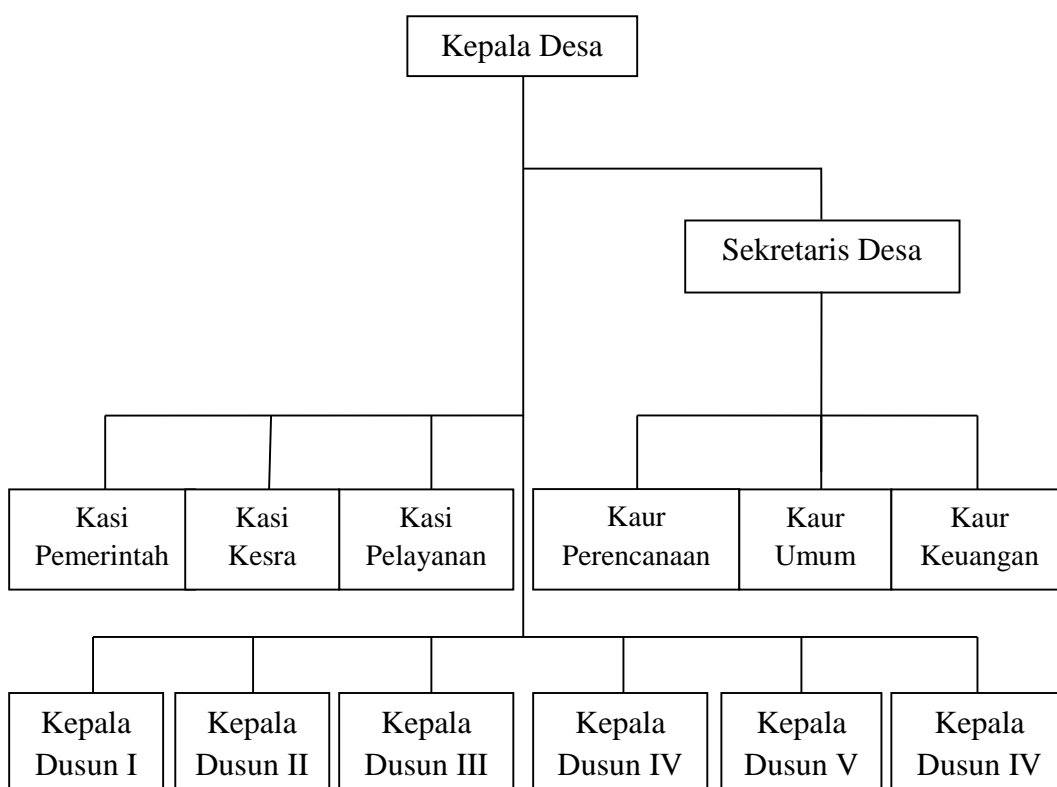 Kepala Desa
Sekretaris Desa
Kasi
Pemerintah
Kasi
Kesra
Kasi
Pelayanan
Kaur
Perencanaan
Kaur
Umum
Kaur
Keuangan
Kepala
Dusun I
Kepala
Dusun II
Kepala
Dusun III
Kepala
Dusun IV
Kepala
Dusun V
Kepala
Dusun IV